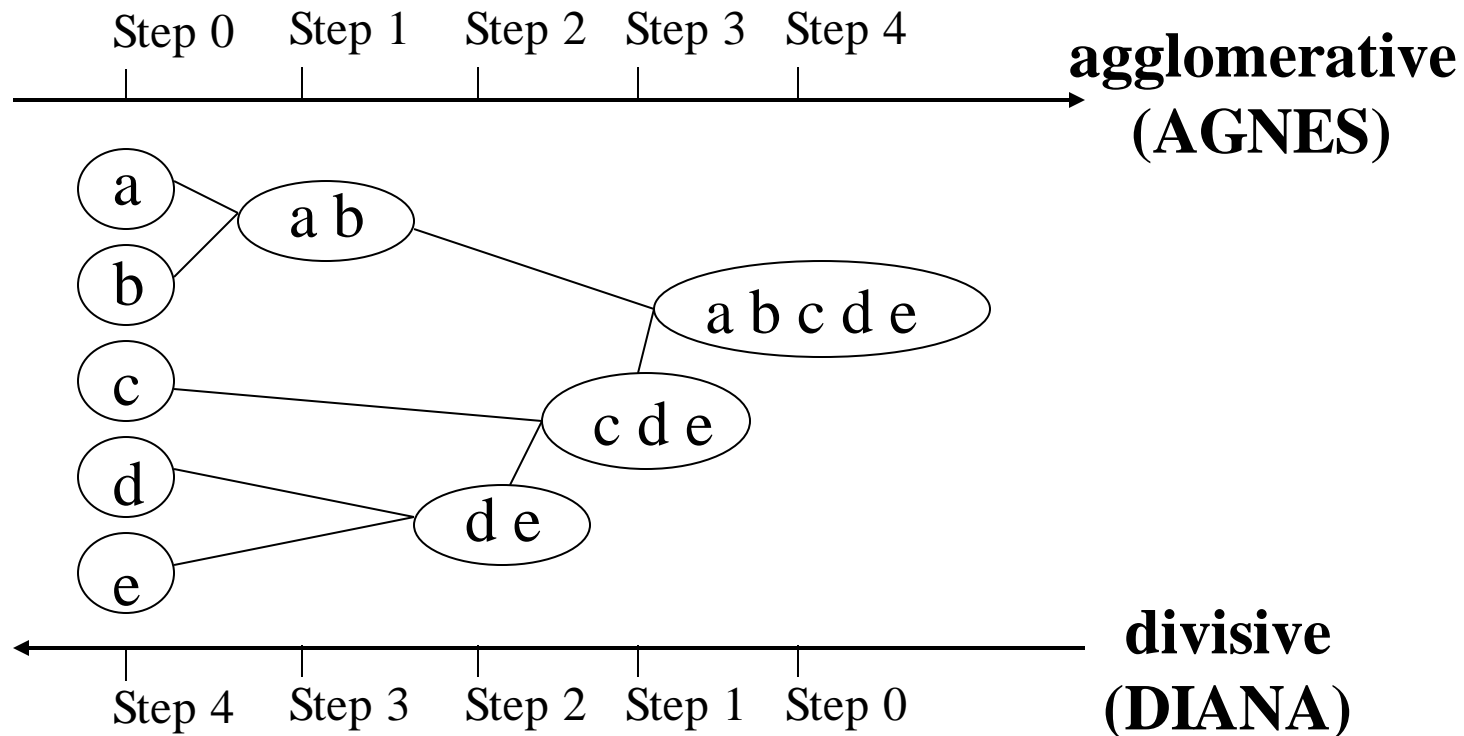 Step 0 Step 1 Step 2 Step 3 Step 4
agglomerative
(AGNES)
a
a b
b
a b c d e
c
c d e
d
d e
e
divisive
(DIANA)
Step 4 Step 3 Step 2 Step 1 Step 0